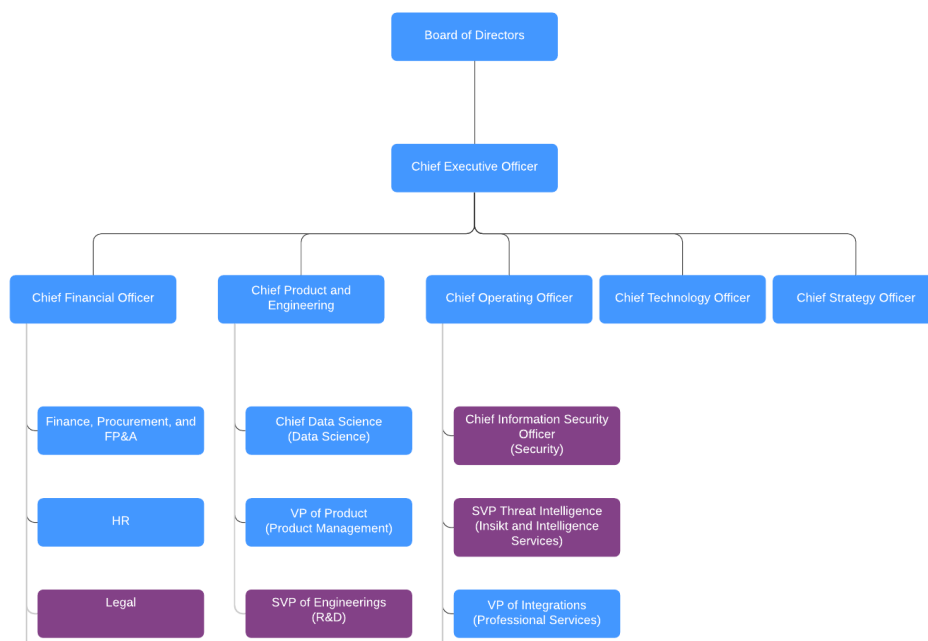 Board of Directors
Chief Executive Officer
Chief Financial Officer
Chief Product and
Engineering
Chief Operating Officer
Chief Technology Officer
Chief Strategy Officer
Finance, Procurement, and
FP&A
Chief Data Science
(Data Science)
Chief Information Security
Officer
(Security)
HR
VP of Product
(Product Management)
SVP Threat Intelligence
(Insikt and Intelligence
Services)
Legal
SVP of Engineerings
(R&D)
VP of Integrations
(Professional Services)